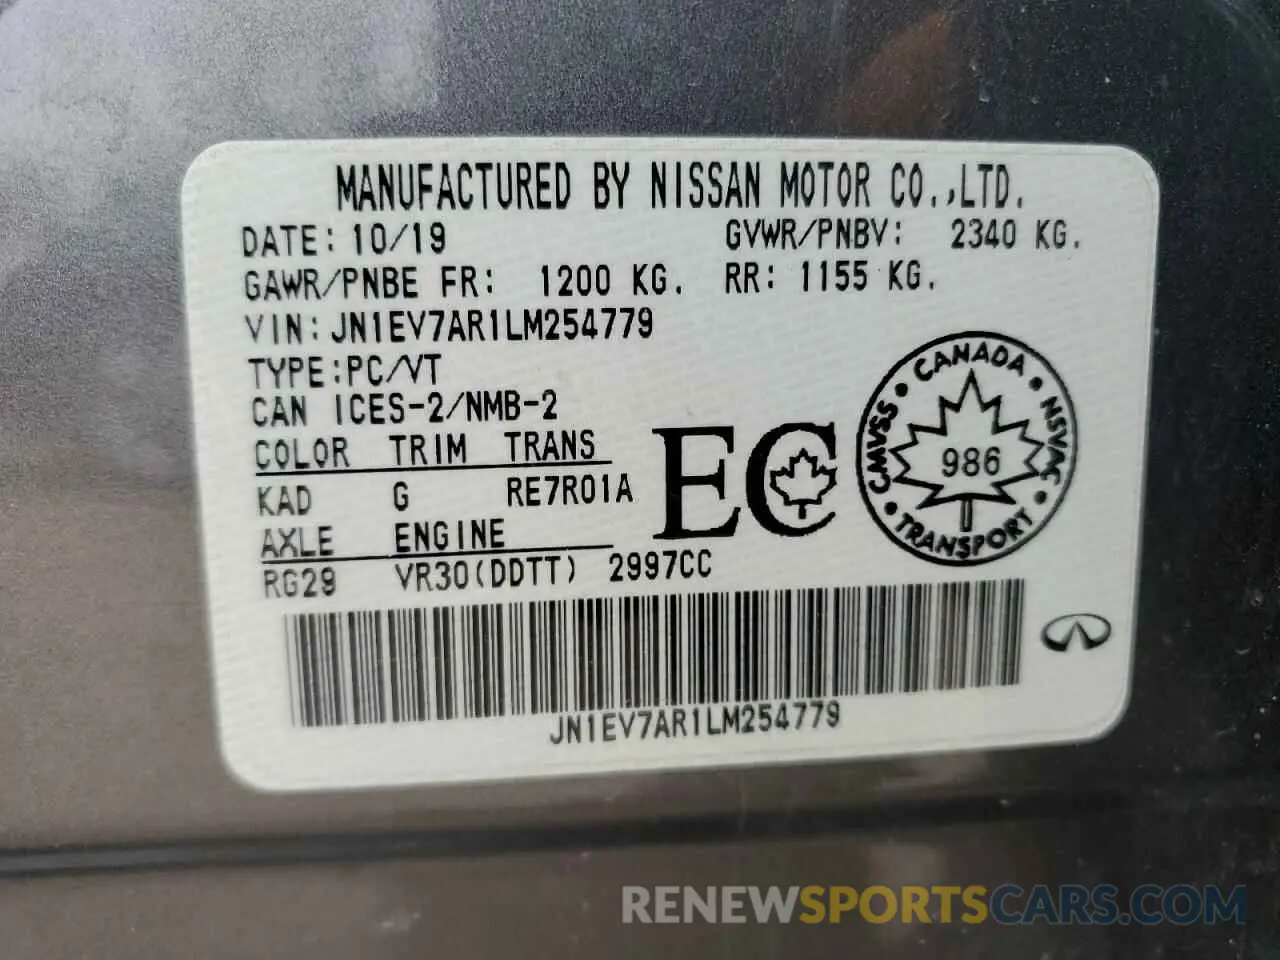 MANUFACTURED BY NISSAN MOTOR CO.,LTD.
DATE: 10/19 GVWR/PNBV: 2340 KG.
GAWR/PNBE FR: 1200 KG. RR: 1155 KG.
VIN: JN1EV7AR1LM254779
TYPE:PC/VT
CAN ICES-2/NMB-2
COLOR TRIM TRANS
KAD G RE7R01A
AXLE ENGINE
RG29 VR30(DDTT) 2997CC
EC
CANADA
CMVSS
NSVAC
986
TRANSPORT
JN1EV7AR1LM254779
RENEWSPORTSCARS.COM